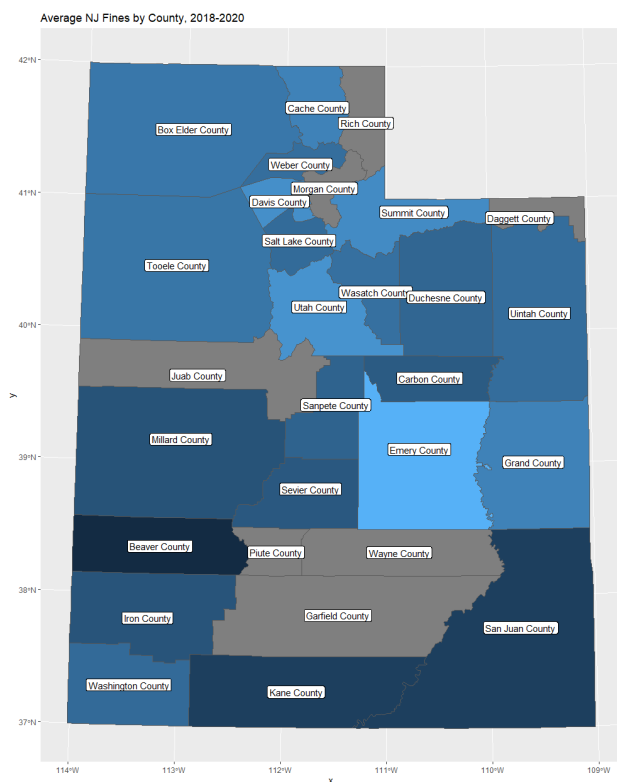 Average NJ Fines by County, 2018-2020
42°N
Cache County
Rich County
Box Elder County
Weber County
Morgan County
41°N
Davis County
Summit County
Daggett County
Salt Lake County
Tooele County
Wasatch County
Duchesne County
Utah County
Uintah County
40°N
Juab County
Carbon County
Sanpete County
y
Millard County
Emery County
39°N
Grand County
Sevier County
Beaver County
Piute County
Wayne County
38°N
Iron County
Garfield County
San Juan County
Washington County
Kane County
37°N
114°W 113°W 112°W 111°W 110°W 109°W
x